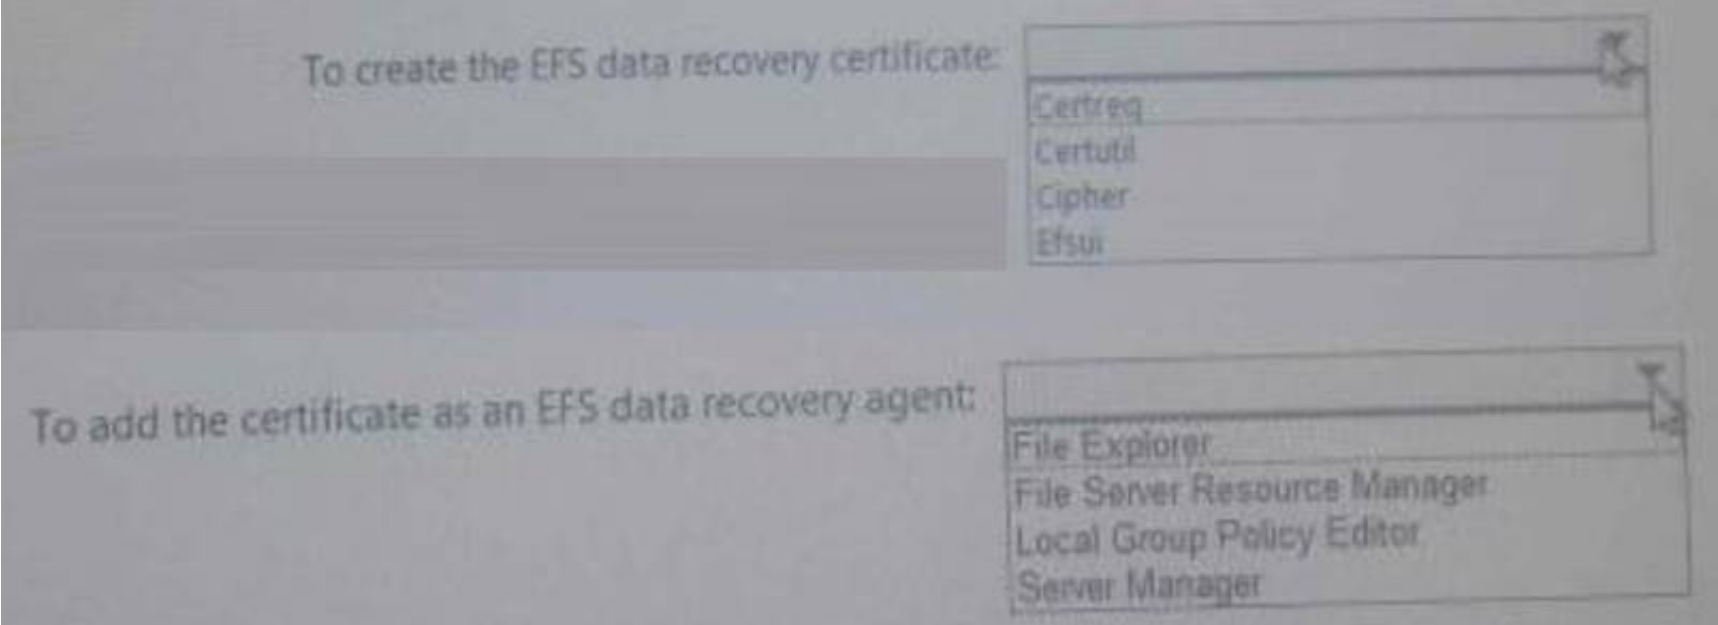 To create the EFS data recovery certificate:
Certreq
Certutil
Cipher
Efsui
To add the certificate as an EFS data recovery agent:
File Explorer
File Server Resource Manager
Local Group Policy Editor
Server Manager